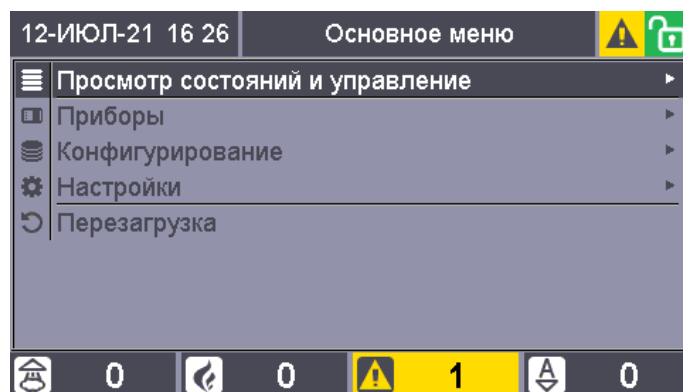 12-ИЮЛ-21 16 26 Основное меню
Просмотр состояний и управление
Приборы
Конфигурирование
Настройки
Перезагрузка
0 0 1 A 0